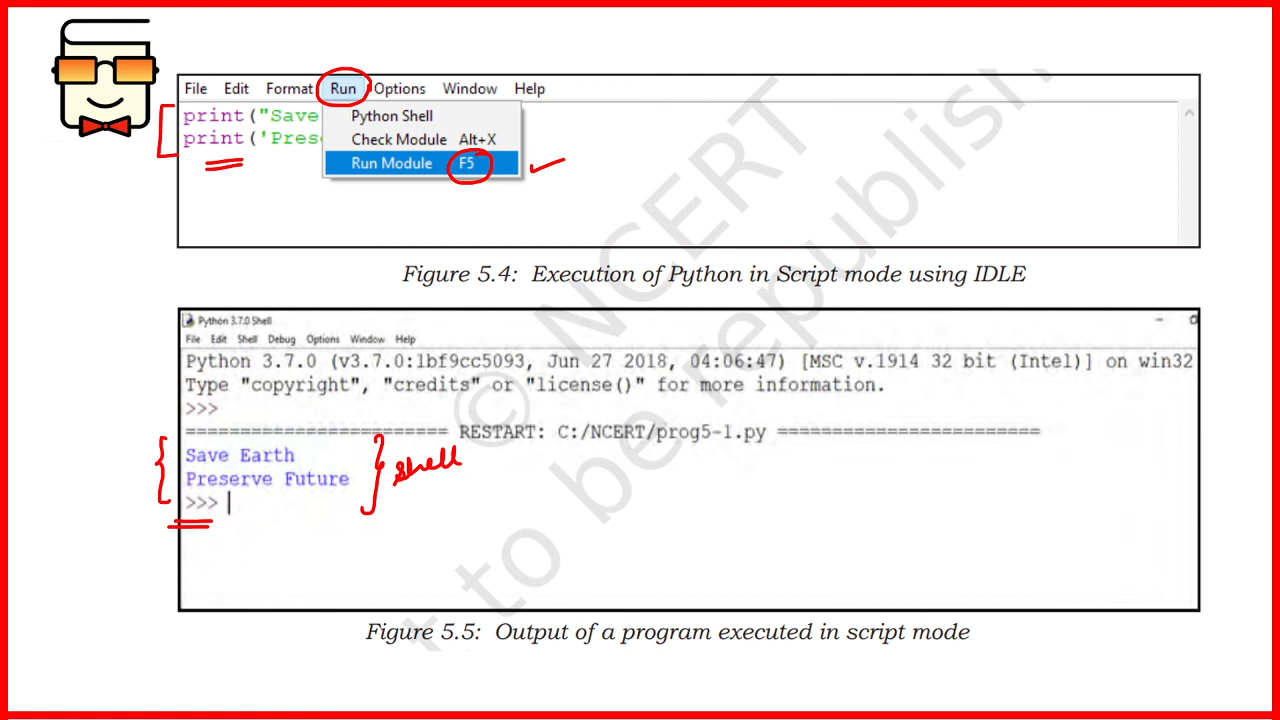 File Edit Format Run Options Window Help
print("Save
print('Pres
Python Shell
Check Module Alt+X
Run Module F5
Figure 5.4: Execution of Python in Script mode using IDLE
Python 3.7.0 Shell
File Edit Shell Debug Options Window Help
Python 3.7.0 (v3.7.0:1bf9cc5093, Jun 27 2018, 04:06:47) [MSC v.1914 32 bit (Intel)] on win32
Type "copyright", "credits" or "license()" for more information.
>>>
======================== RESTART: C:/NCERT/prog5-1.py ========================
Save Earth
Preserve Future
>>>
shell
Figure 5.5: Output of a program executed in script mode
© NCERT
t to be republish